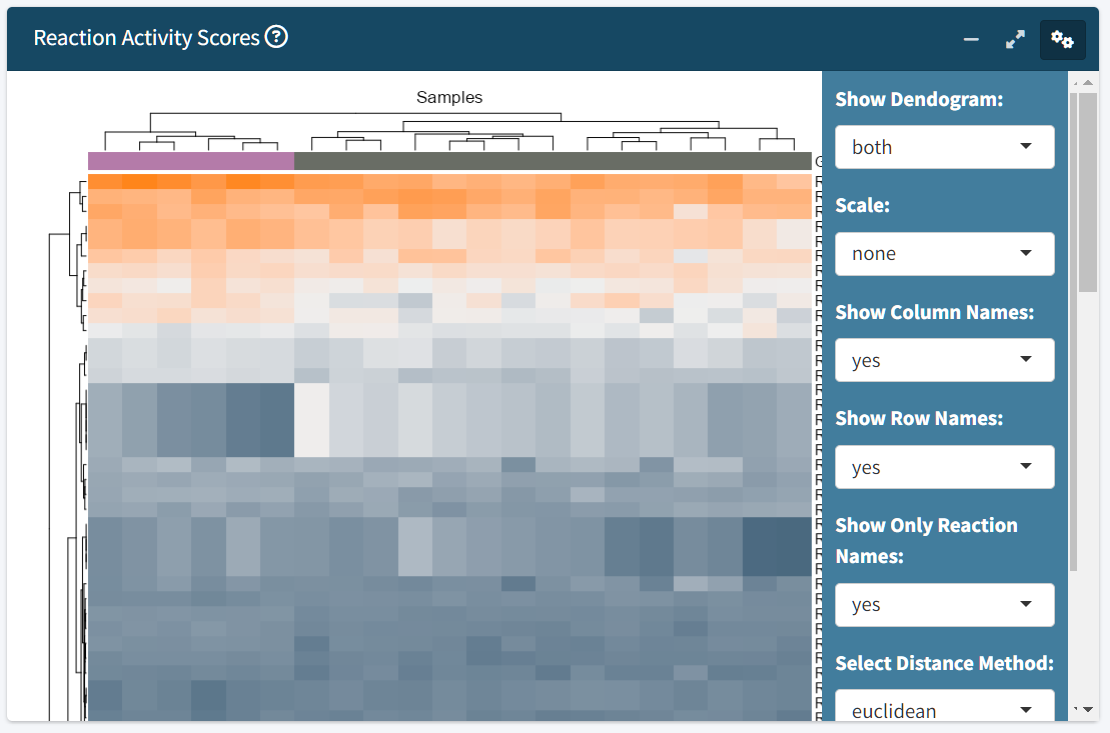 Reaction Activity Scores
Samples
Show Dendogram:
both
Scale:
none
Show Column Names:
yes
Show Row Names:
yes
Show Only Reaction
Names:
yes
Select Distance Method:
euclidean